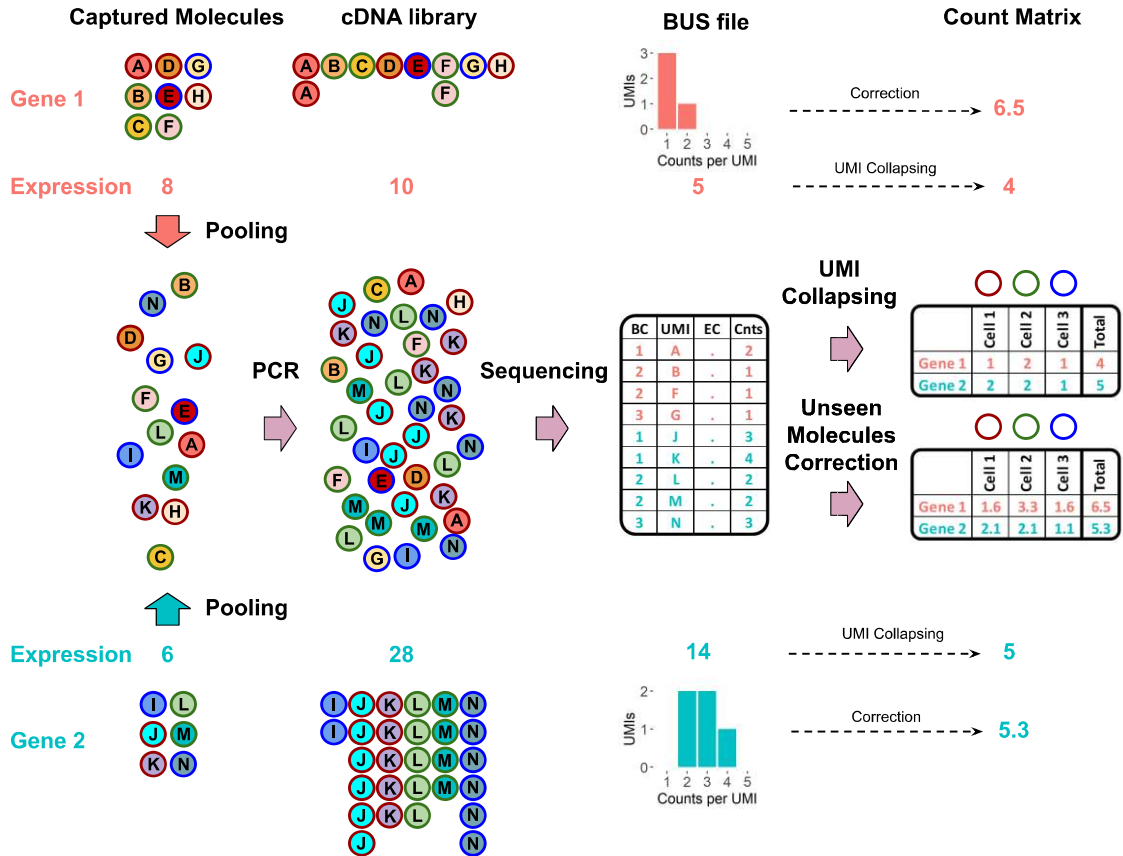 Captured Molecules
cDNA library
BUS file
Count Matrix
Gene 1
A D G
B E H
C F
A B C D E F G H
A F
UMIs
3
2
1
0
1 2 3 4 5
Counts per UMI
Correction
6.5
Expression 8 10 5
UMI Collapsing
4
Pooling
B
N
D
G
J
F
E
L
A
I
M
K
H
C
PCR
A
C
J
H
L
N
N
K
F
K
J
B
K
L
M
N
N
J
K
L
J
I
J
N
L
F
E
D
K
M
J
M
M
A
L
N
G
I
Sequencing
BC UMI EC Cnts
1 A . 2
2 B . 1
2 F . 1
3 G . 1
1 J . 3
1 K . 4
2 L . 2
2 M . 2
3 N . 3
UMI
Collapsing
Cell 1 Cell 2 Cell 3 Total
Gene 1 1 2 1 4
Gene 2 2 2 1 5
Unseen
Molecules
Correction
Cell 1 Cell 2 Cell 3 Total
Gene 1 1.6 3.3 1.6 6.5
Gene 2 2.1 2.1 1.1 5.3
Pooling
Expression 6 28 14
UMI Collapsing
5
Gene 2
I L
J M
K N
I J K L M N
I J K L M N
J K L M N
J K L M N
J K L N
J N
UMIs
2
1
0
1 2 3 4 5
Counts per UMI
Correction
5.3